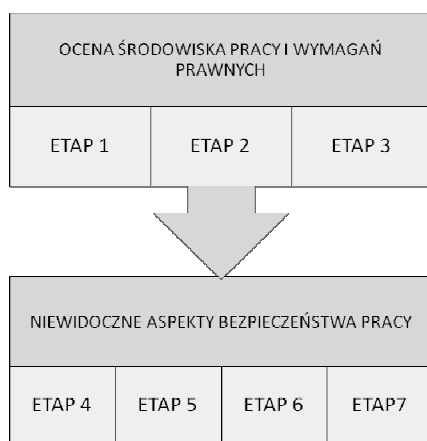 OCENA ŚRODOWISKA PRACY I WYMAGAŃ
PRAWNYCH
ETAP 1 ETAP 2 ETAP 3
NIEWIDOCZNE ASPEKTY BEZPIECZEŃSTWA PRACY
ETAP 4 ETAP 5 ETAP 6 ETAP7